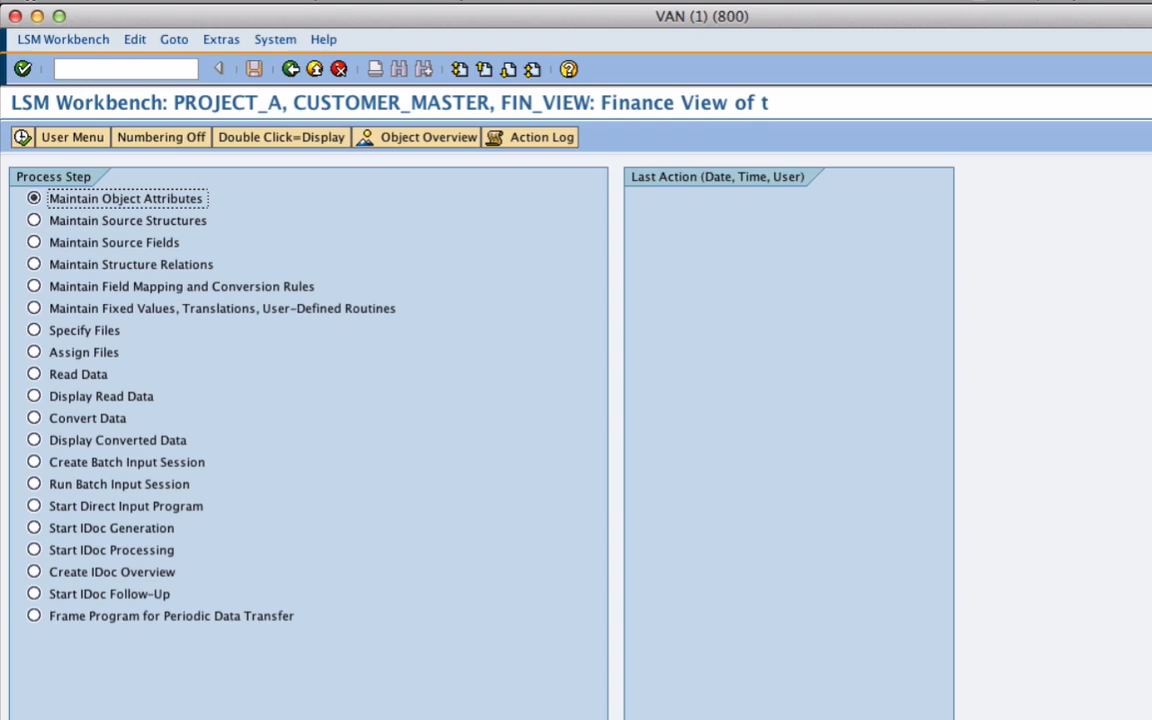 VAN (1) (800)
LSM Workbench Edit Goto Extras System Help
LSM Workbench: PROJECT_A, CUSTOMER_MASTER, FIN_VIEW: Finance View of t
User Menu Numbering Off Double Click=Display Object Overview Action Log
Process Step
Last Action (Date, Time, User)
Maintain Object Attributes
Maintain Source Structures
Maintain Source Fields
Maintain Structure Relations
Maintain Field Mapping and Conversion Rules
Maintain Fixed Values, Translations, User-Defined Routines
Specify Files
Assign Files
Read Data
Display Read Data
Convert Data
Display Converted Data
Create Batch Input Session
Run Batch Input Session
Start Direct Input Program
Start IDoc Generation
Start IDoc Processing
Create IDoc Overview
Start IDoc Follow-Up
Frame Program for Periodic Data Transfer